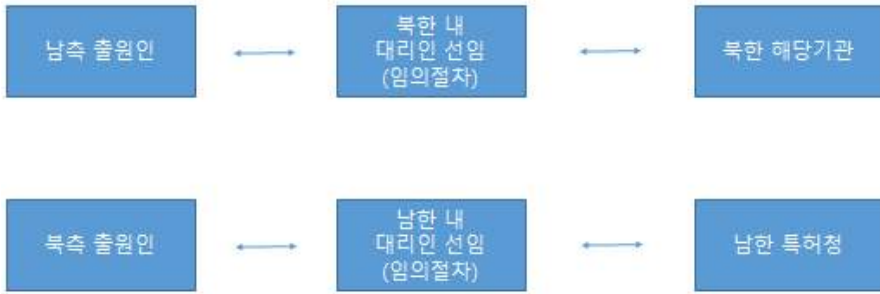 남측 출원인
북한 내
대리인 선임
(임의절차)
북한 해당기관
북측 출원인
남한 내
대리인 선임
(임의절차)
남한 특허청